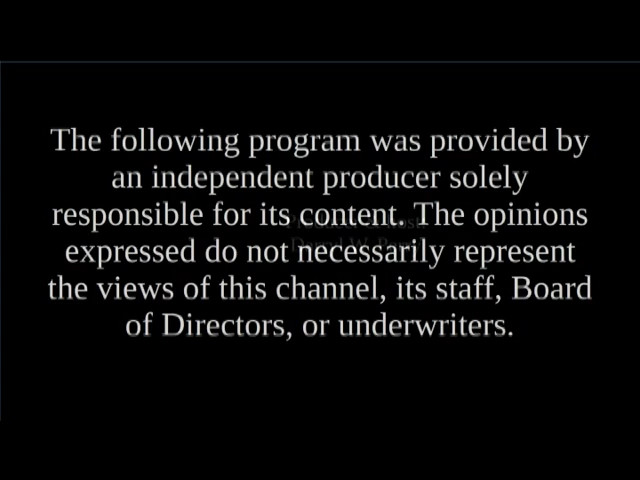 The following program was provided by
an independent producer solely
responsible for its content. The opinions
expressed do not necessarily represent
the views of this channel, its staff, Board
of Directors, or underwriters.